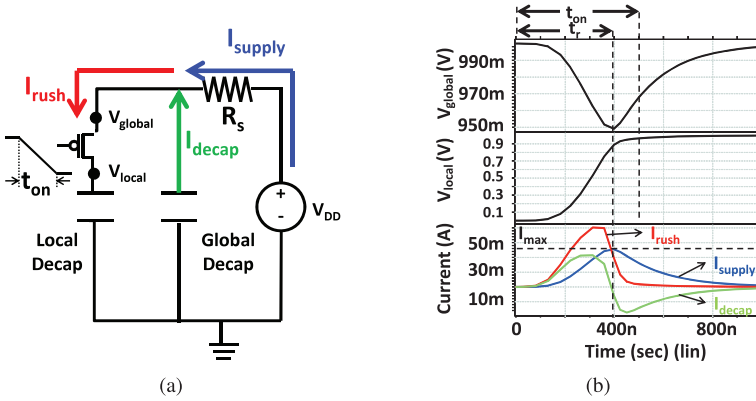 I_supply
I_rush
V_global
R_s
I_decap
t_on
V_local
+
-
V_DD
Local Decap
Global Decap
(a)
t_on
t_r
V_global (V)
990m
970m
950m
V_local (V)
0.9
0.7
0.5
0.3
0.1
Current (A)
I_max
50m
30m
10m
I_rush
I_supply
I_decap
0 400n 800n
Time (sec) (lin)
(b)